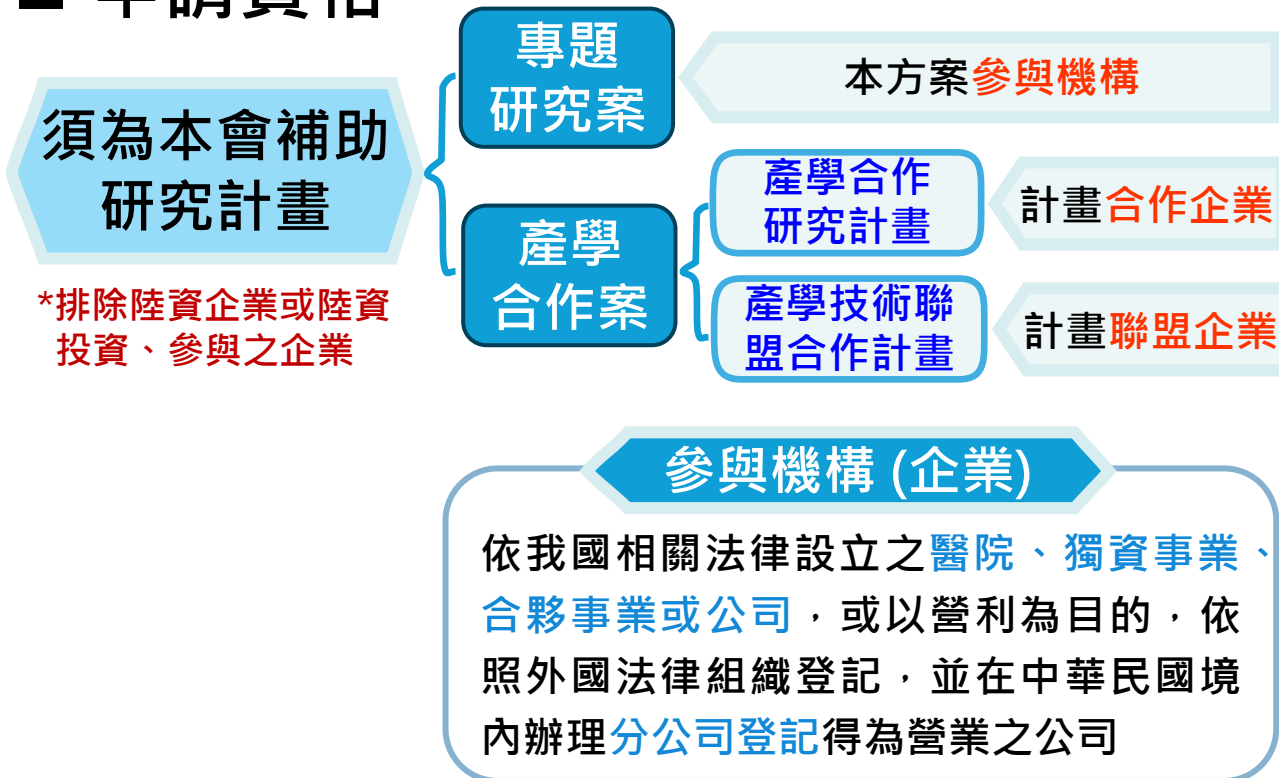 ■ 申請資格
須為本會補助
研究計畫
*排除陸資企業或陸資
投資、參與之企業
專題
研究案
本方案參與機構
產學
合作案
產學合作
研究計畫
計畫合作企業
產學技術聯
盟合作計畫
計畫聯盟企業
參與機構 (企業)
依我國相關法律設立之醫院、獨資事業、
合夥事業或公司，或以營利為目的，依
照外國法律組織登記，並在中華民國境
內辦理分公司登記得為營業之公司